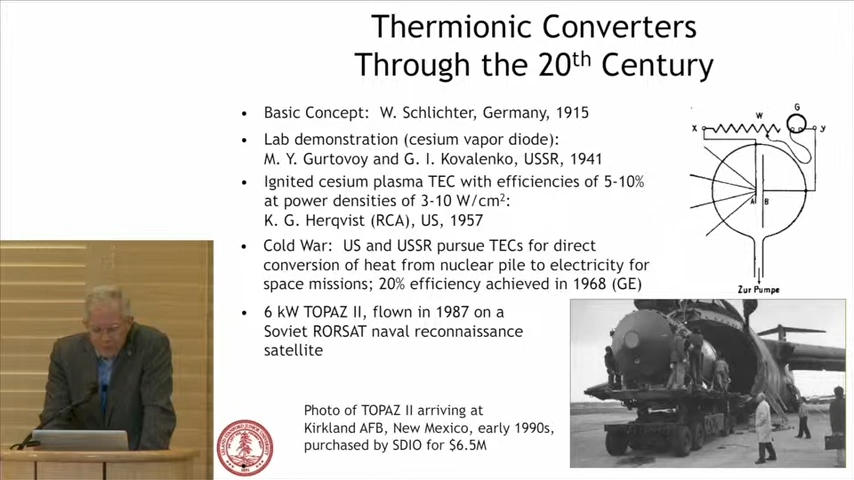 Thermionic Converters
Through the 20th Century
• Basic Concept: W. Schlichter, Germany, 1915
• Lab demonstration (cesium vapor diode):
M. Y. Gurtovoy and G. I. Kovalenko, USSR, 1941
• Ignited cesium plasma TEC with efficiencies of 5-10%
at power densities of 3-10 W/cm²:
K. G. Herqvist (RCA), US, 1957
• Cold War: US and USSR pursue TECs for direct
conversion of heat from nuclear pile to electricity for
space missions; 20% efficiency achieved in 1968 (GE)
• 6 kW TOPAZ II, flown in 1987 on a
Soviet RORSAT naval reconnaissance
satellite
Photo of TOPAZ II arriving at
Kirkland AFB, New Mexico, early 1990s,
purchased by SDIO for $6.5M
G
W
x
y
A B
Zur Pumpe